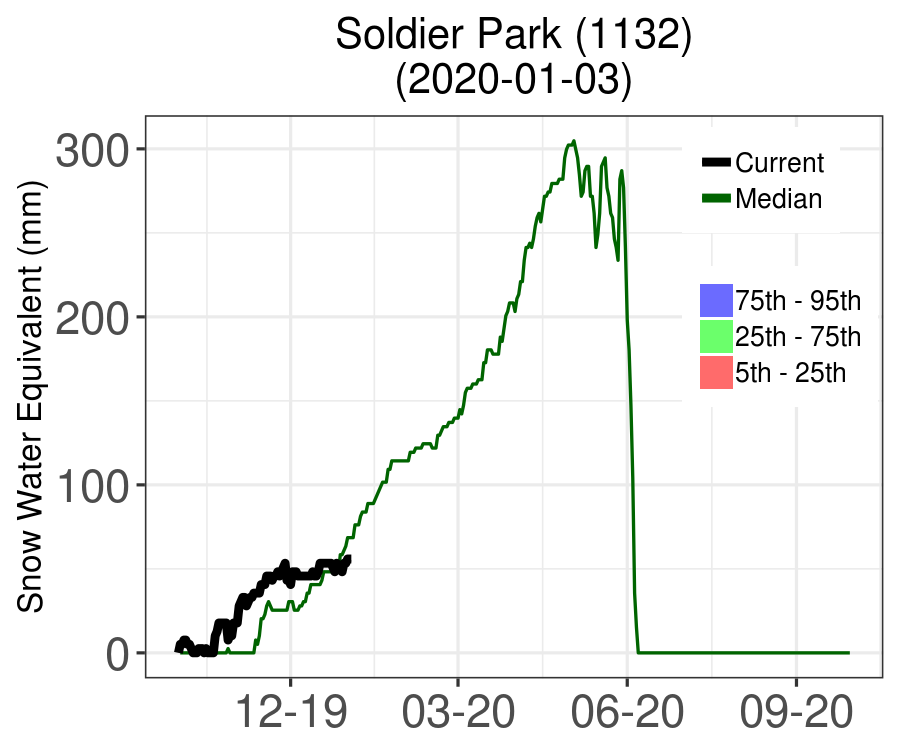 Soldier Park (1132)
(2020-01-03)
Snow Water Equivalent (mm)
300
200
100
0
12-19
03-20
06-20
09-20
Current
Median
75th - 95th
25th - 75th
5th - 25th